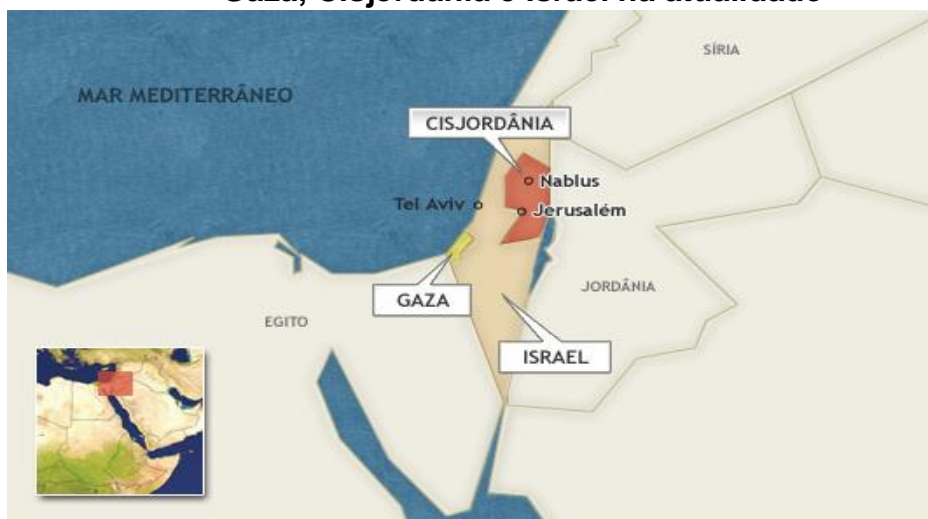 Gaza, Cisjordânia e Israel na atualidade
SÍRIA
MAR MEDITERRÂNEO
CISJORDÂNIA
Nablus
Tel Aviv
Jerusalém
JORDÂNIA
GAZA
EGITO
ISRAEL